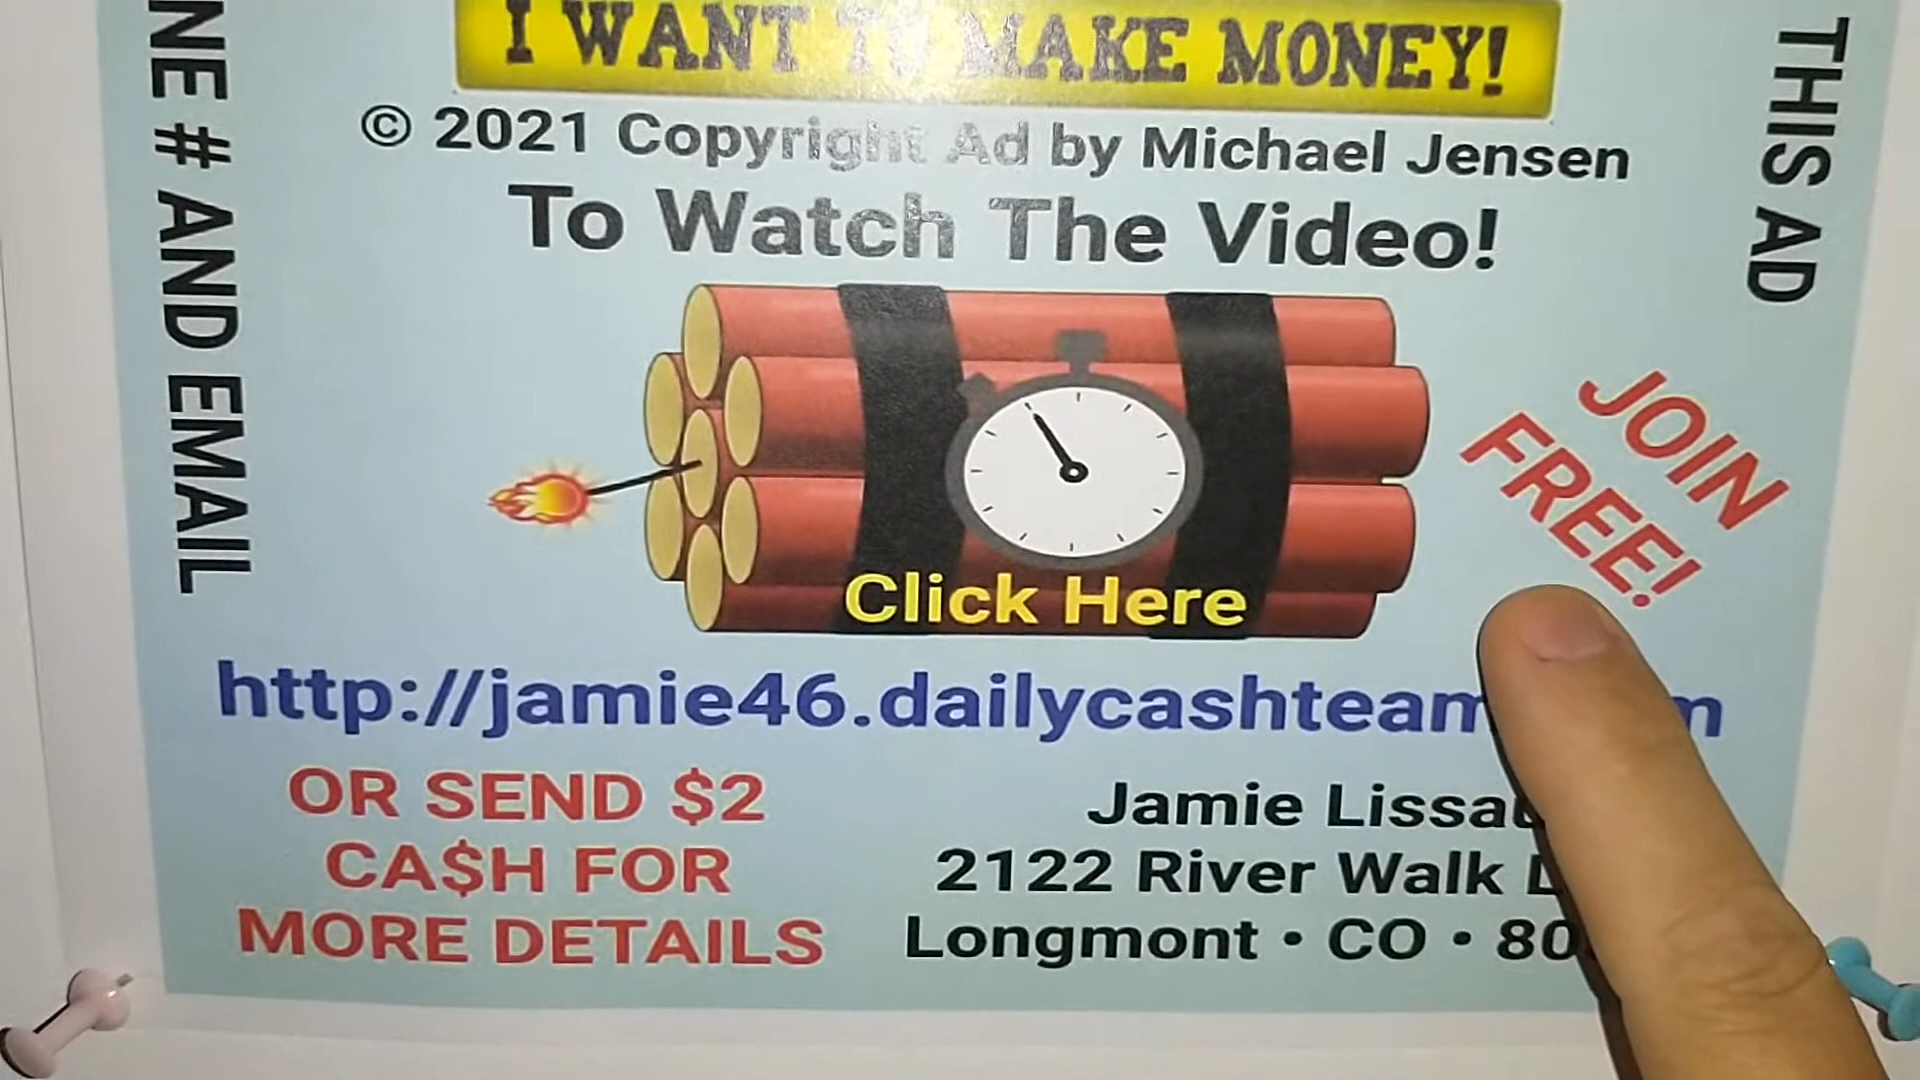 I WANT TO MAKE MONEY!
© 2021 Copyright Ad by Michael Jensen
To Watch The Video!
NE # AND EMAIL
THIS AD
JOIN
FREE!
Click Here
http://jamie46.dailycashteam
OR SEND $2
CA$H FOR
MORE DETAILS
Jamie
2122 River Walk
Longmont • CO • 80